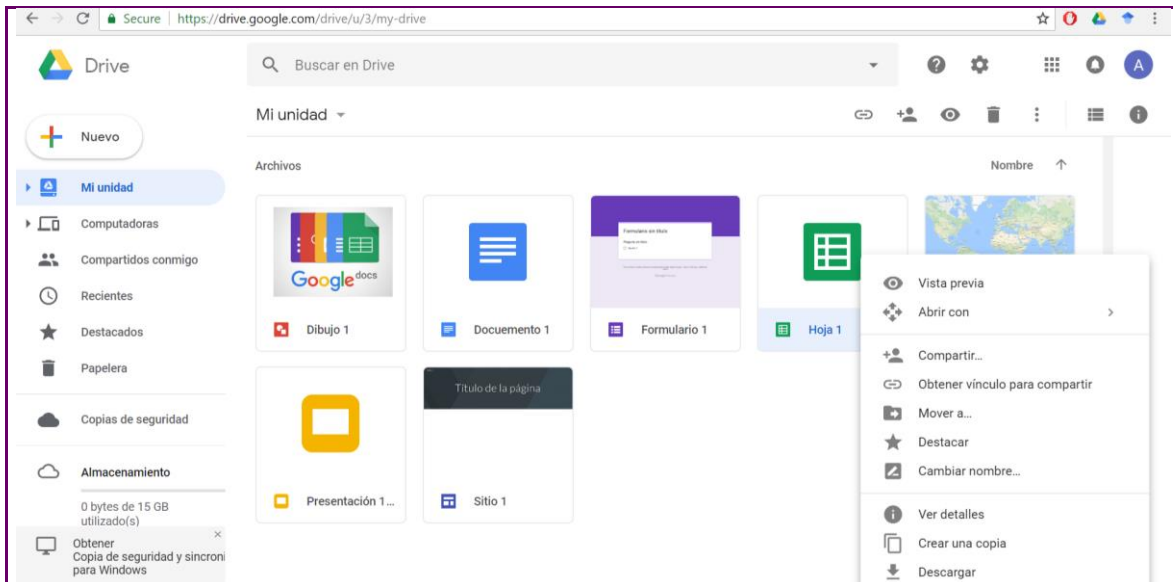 Secure | https://drive.google.com/drive/u/3/my-drive
Drive
Buscar en Drive
A
Nuevo
Mi unidad
Computadoras
Compartidos conmigo
Recientes
Destacados
Papelera
Copias de seguridad
Almacenamiento
0 bytes de 15 GB
utilizado(s)
Obtener
Copia de seguridad y sincroni
para Windows
Mi unidad
Archivos
Nombre
Google docs
Dibujo 1
Docuemento 1
Formulario sin título
Formulario 1
Hoja 1
Presentación 1...
Título de la página
Sitio 1
Vista previa
Abrir con
Compartir...
Obtener vínculo para compartir
Mover a...
Destacar
Cambiar nombre...
Ver detalles
Crear una copia
Descargar